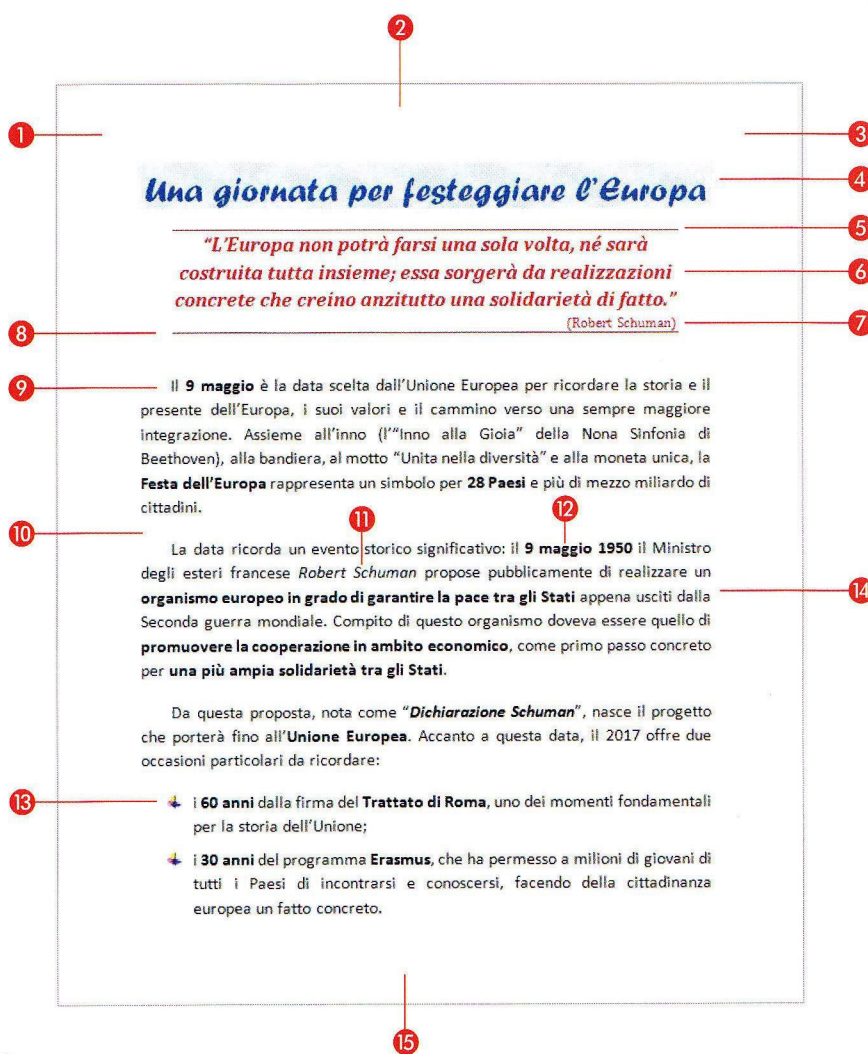 2
1
3
Una giornata per festeggiare l'Europa
4
5
"L'Europa non potrà farsi una sola volta, né sarà
costruita tutta insieme; essa sorgerà da realizzazioni
6
concrete che creino anzitutto una solidarietà di fatto."
(Robert Schuman)
7
8
9
Il 9 maggio è la data scelta dall'Unione Europea per ricordare la storia e il
presente dell'Europa, i suoi valori e il cammino verso una sempre maggiore
integrazione. Assieme all'inno (l'"Inno alla Gioia" della Nona Sinfonia di
Beethoven), alla bandiera, al motto "Unita nella diversità" e alla moneta unica, la
Festa dell'Europa rappresenta un simbolo per 28 Paesi e più di mezzo miliardo di
cittadini.
10
11
12
La data ricorda un evento storico significativo: il 9 maggio 1950 il Ministro
degli esteri francese Robert Schuman propose pubblicamente di realizzare un
organismo europeo in grado di garantire la pace tra gli Stati appena usciti dalla
14
Seconda guerra mondiale. Compito di questo organismo doveva essere quello di
promuovere la cooperazione in ambito economico, come primo passo concreto
per una più ampia solidarietà tra gli Stati.
Da questa proposta, nota come "Dichiarazione Schuman", nasce il progetto
che porterà fino all'Unione Europea. Accanto a questa data, il 2017 offre due
occasioni particolari da ricordare:
13
i 60 anni dalla firma del Trattato di Roma, uno dei momenti fondamentali
per la storia dell'Unione;
i 30 anni del programma Erasmus, che ha permesso a milioni di giovani di
tutti i Paesi di incontrarsi e conoscersi, facendo della cittadinanza
europea un fatto concreto.
15